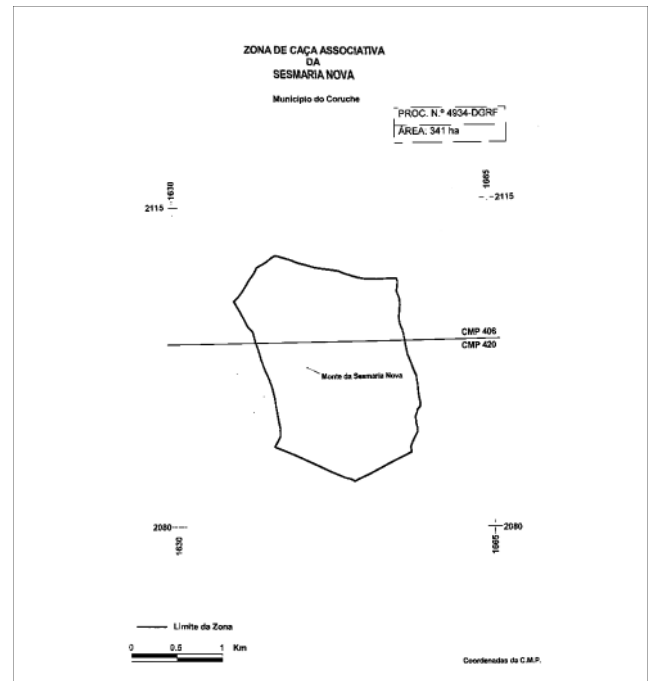 ZONA DE CAÇA ASSOCIATIVA
DA
SESMARIA NOVA
Município do Coruche
PROC. N.º 4934-DGRF
ÁREA: 341 ha
1630
1665
2115
2115
CMP 406
CMP 420
Monte da Sesmaria Nova
2080
2080
1630
1665
Limite da Zona
0 0.5 1 Km
Coordenadas da C.M.P.